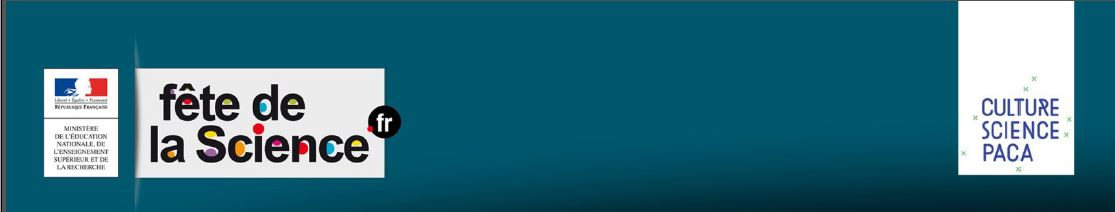 Liberté • Égalité • Fraternité
RÉPUBLIQUE FRANÇAISE
MINISTÈRE
DE L'ÉDUCATION
NATIONALE, DE
L'ENSEIGNEMENT
SUPÉRIEUR ET DE
LA RECHERCHE
fête de
la Science
.fr
CULTURE
SCIENCE
PACA